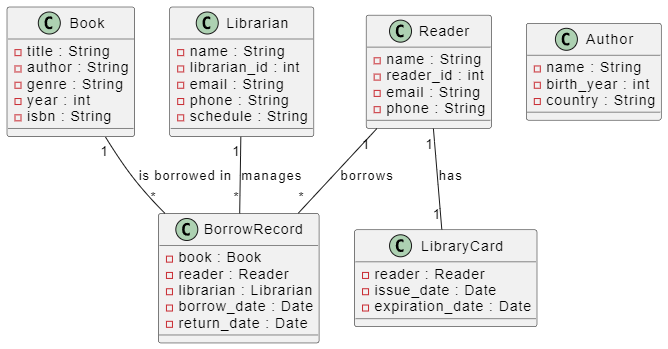 C Book
title : String
author : String
genre : String
year : int
isbn : String
C Librarian
name : String
librarian_id : int
email : String
phone : String
schedule : String
C Reader
name : String
reader_id : int
email : String
phone : String
C Author
name : String
birth_year : int
country : String
1
1
1
1
is borrowed in
manages
borrows
has
*
*
*
1
C BorrowRecord
book : Book
reader : Reader
librarian : Librarian
borrow_date : Date
return_date : Date
C LibraryCard
reader : Reader
issue_date : Date
expiration_date : Date